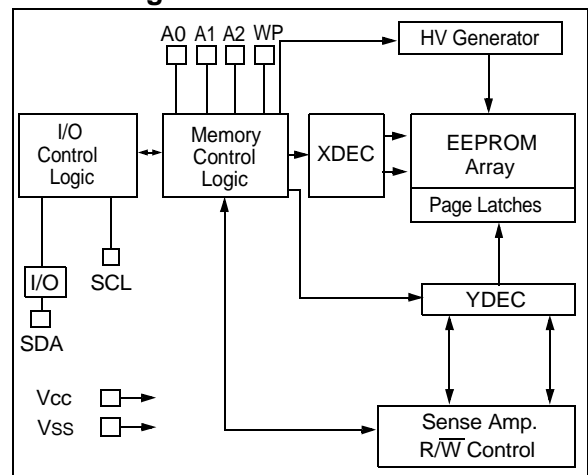 A0 A1 A2 WP
HV Generator
I/O
Control
Logic
Memory
Control
Logic
XDEC
EEPROM
Array
Page Latches
I/O
SCL
SDA
YDEC
Vcc
Vss
Sense Amp.
R/W̅ Control